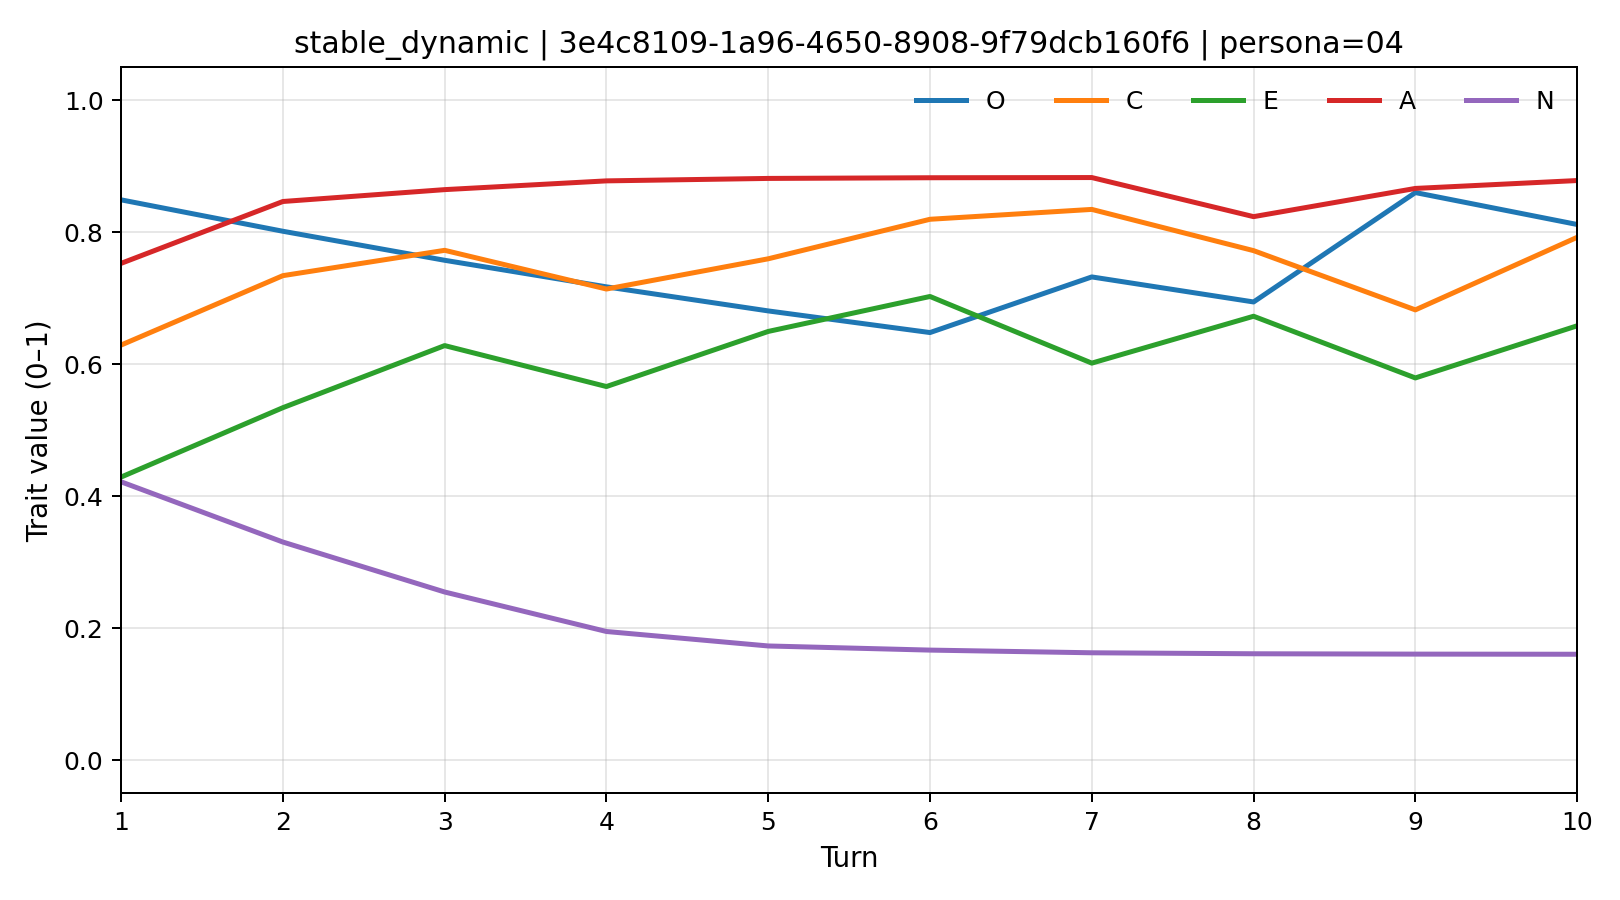 stable_dynamic | 3e4c8109-1a96-4650-8908-9f79dcb160f6 | persona=04
O C E A N
Trait value (0–1)
1.0
0.8
0.6
0.4
0.2
0.0
1 2 3 4 5 6 7 8 9 10
Turn